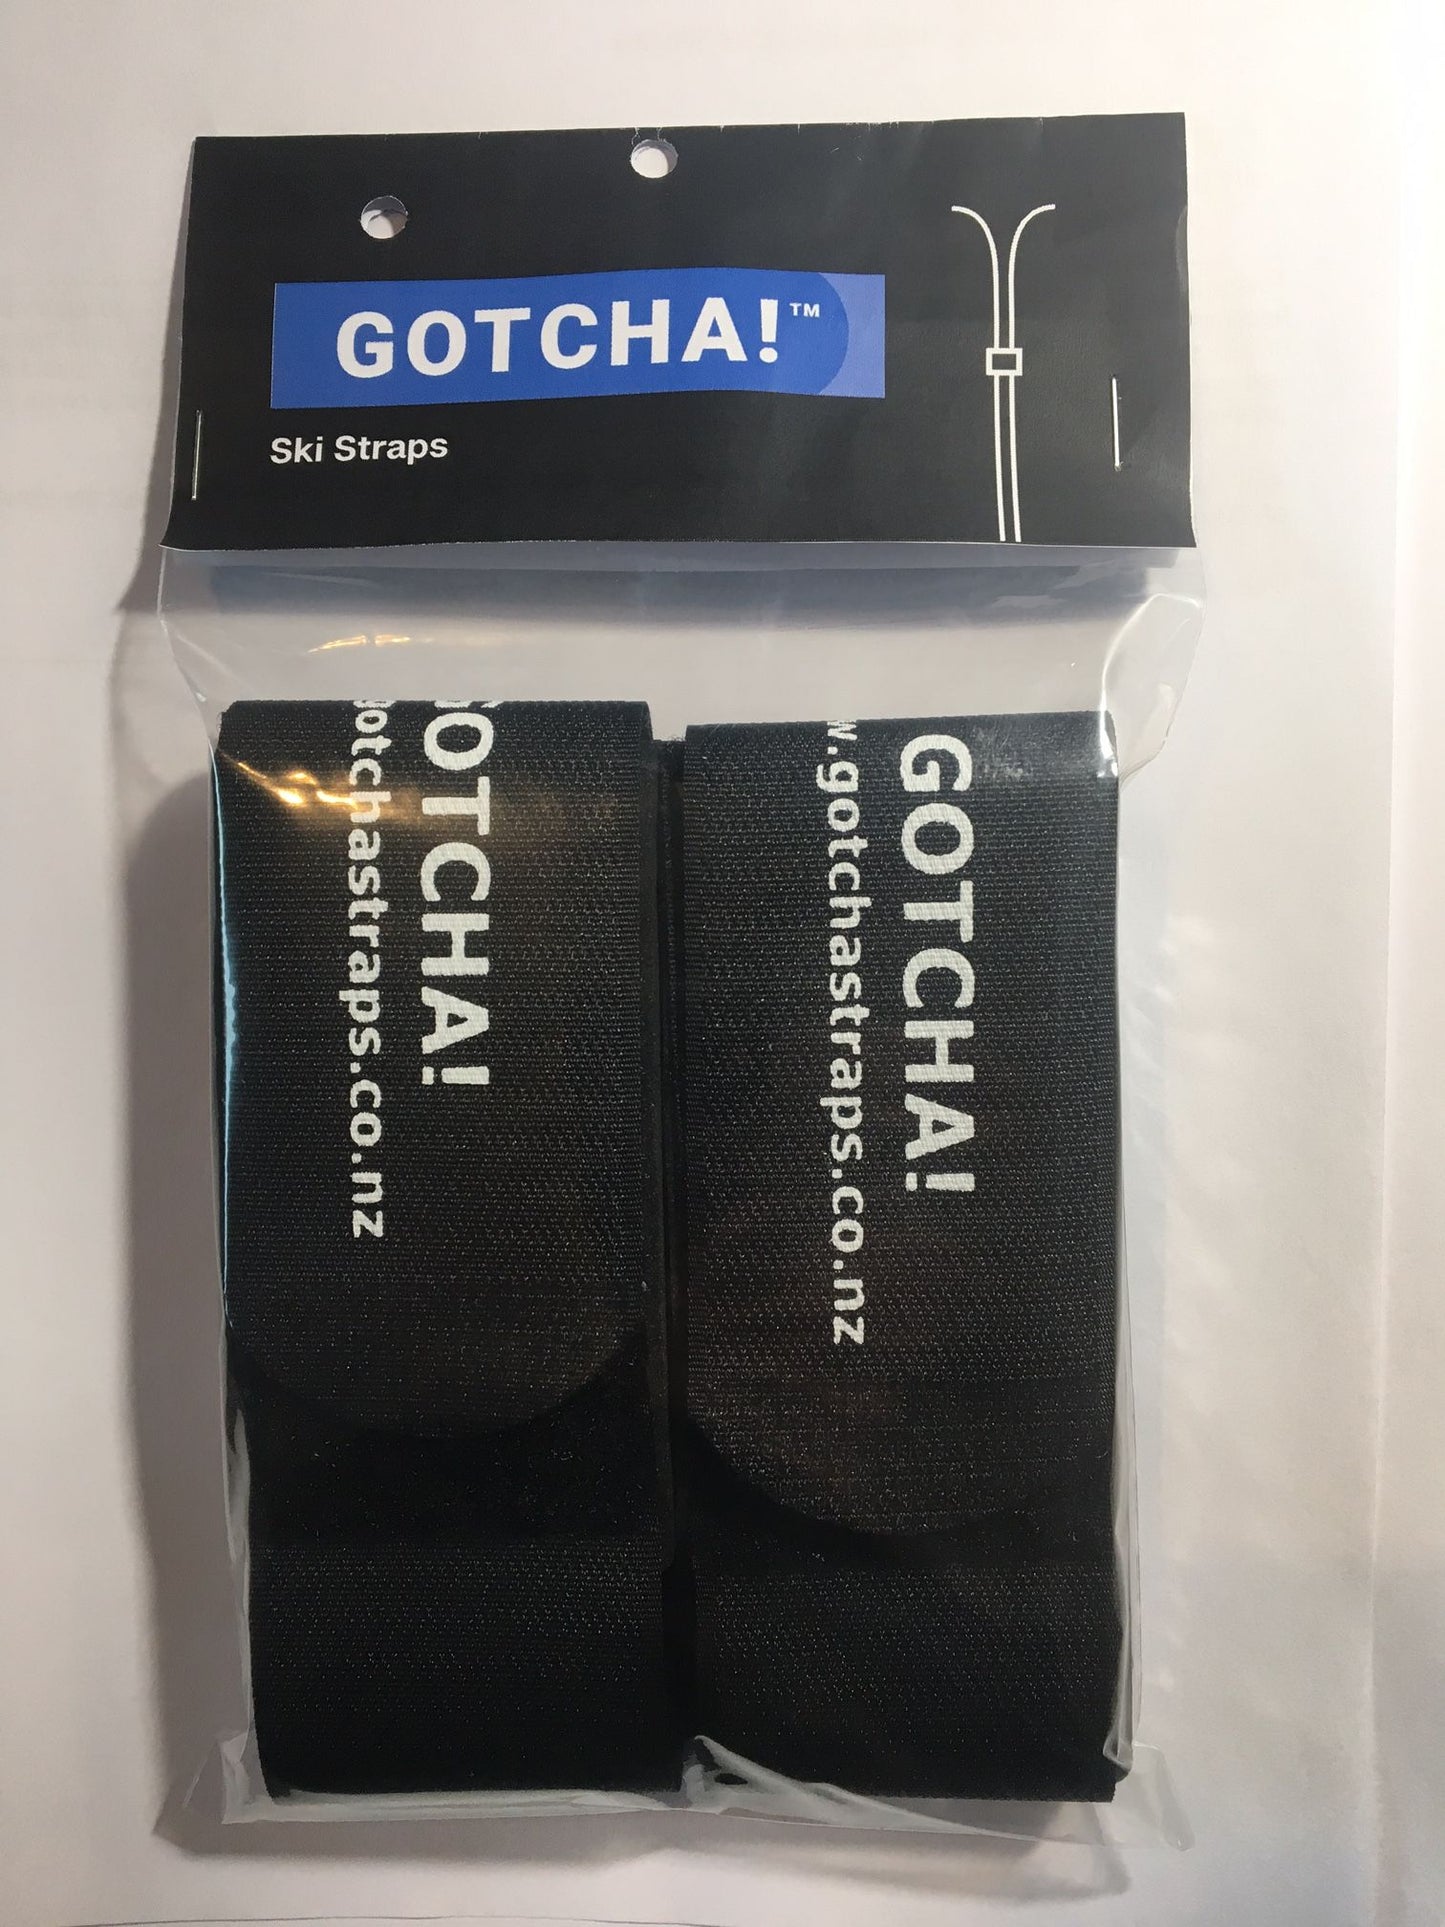 GOTCHA!™
Ski Straps
GOTCHA!
gotchastraps.co.nz
GOTCHA!
w.gotchastraps.co.nz